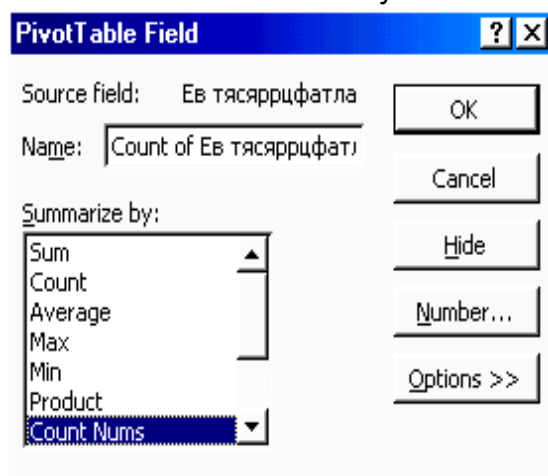 PivotTable Field
Source field: Ев тясяррцфатла
OK
Name: Count of Ев тясяррцфатл
Cancel
Summarize by:
Hide
Sum
Count
Average
Number...
Max
Min
Options >>
Product
Count Nums